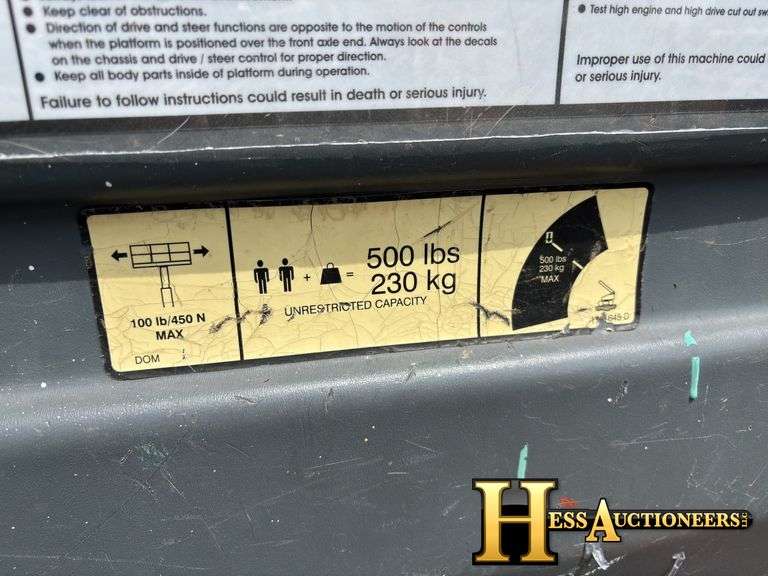 Keep clear of obstructions.
Direction of drive and steer functions are opposite to the motion of the controls
when the platform is positioned over the front axle end. Always look at the decals
on the chassis and drive / steer control for proper direction.
Keep all body parts inside of platform during operation.
Failure to follow instructions could result in death or serious injury.
Test high engine and high drive cut out sw
Improper use of this machine could
or serious injury.
100 lb/450 N
MAX
DOM
+ =
500 lbs
230 kg
UNRESTRICTED CAPACITY
500 lbs
230 kg
MAX
HESS AUCTIONEERS LLC